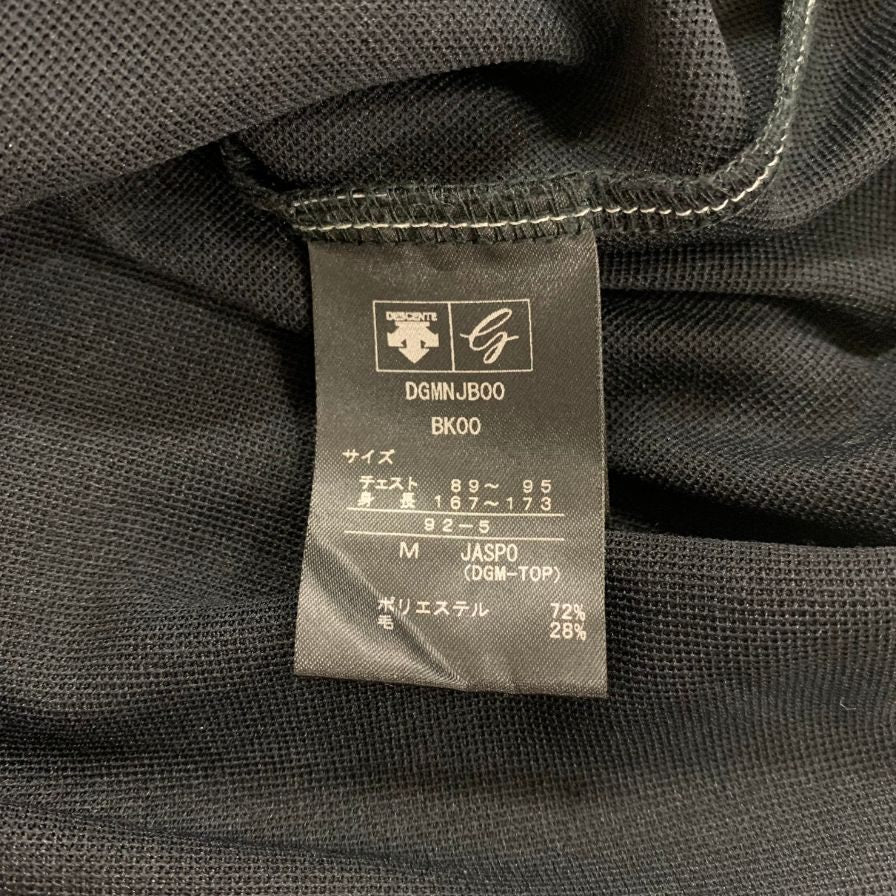 DESCENTE
DGMNJB00
BK00
サイズ
チェスト 89～ 95
身 長 167～173
92-5
M JASPO
(DGM-TOP)
ポリエステル 72%
毛 28%